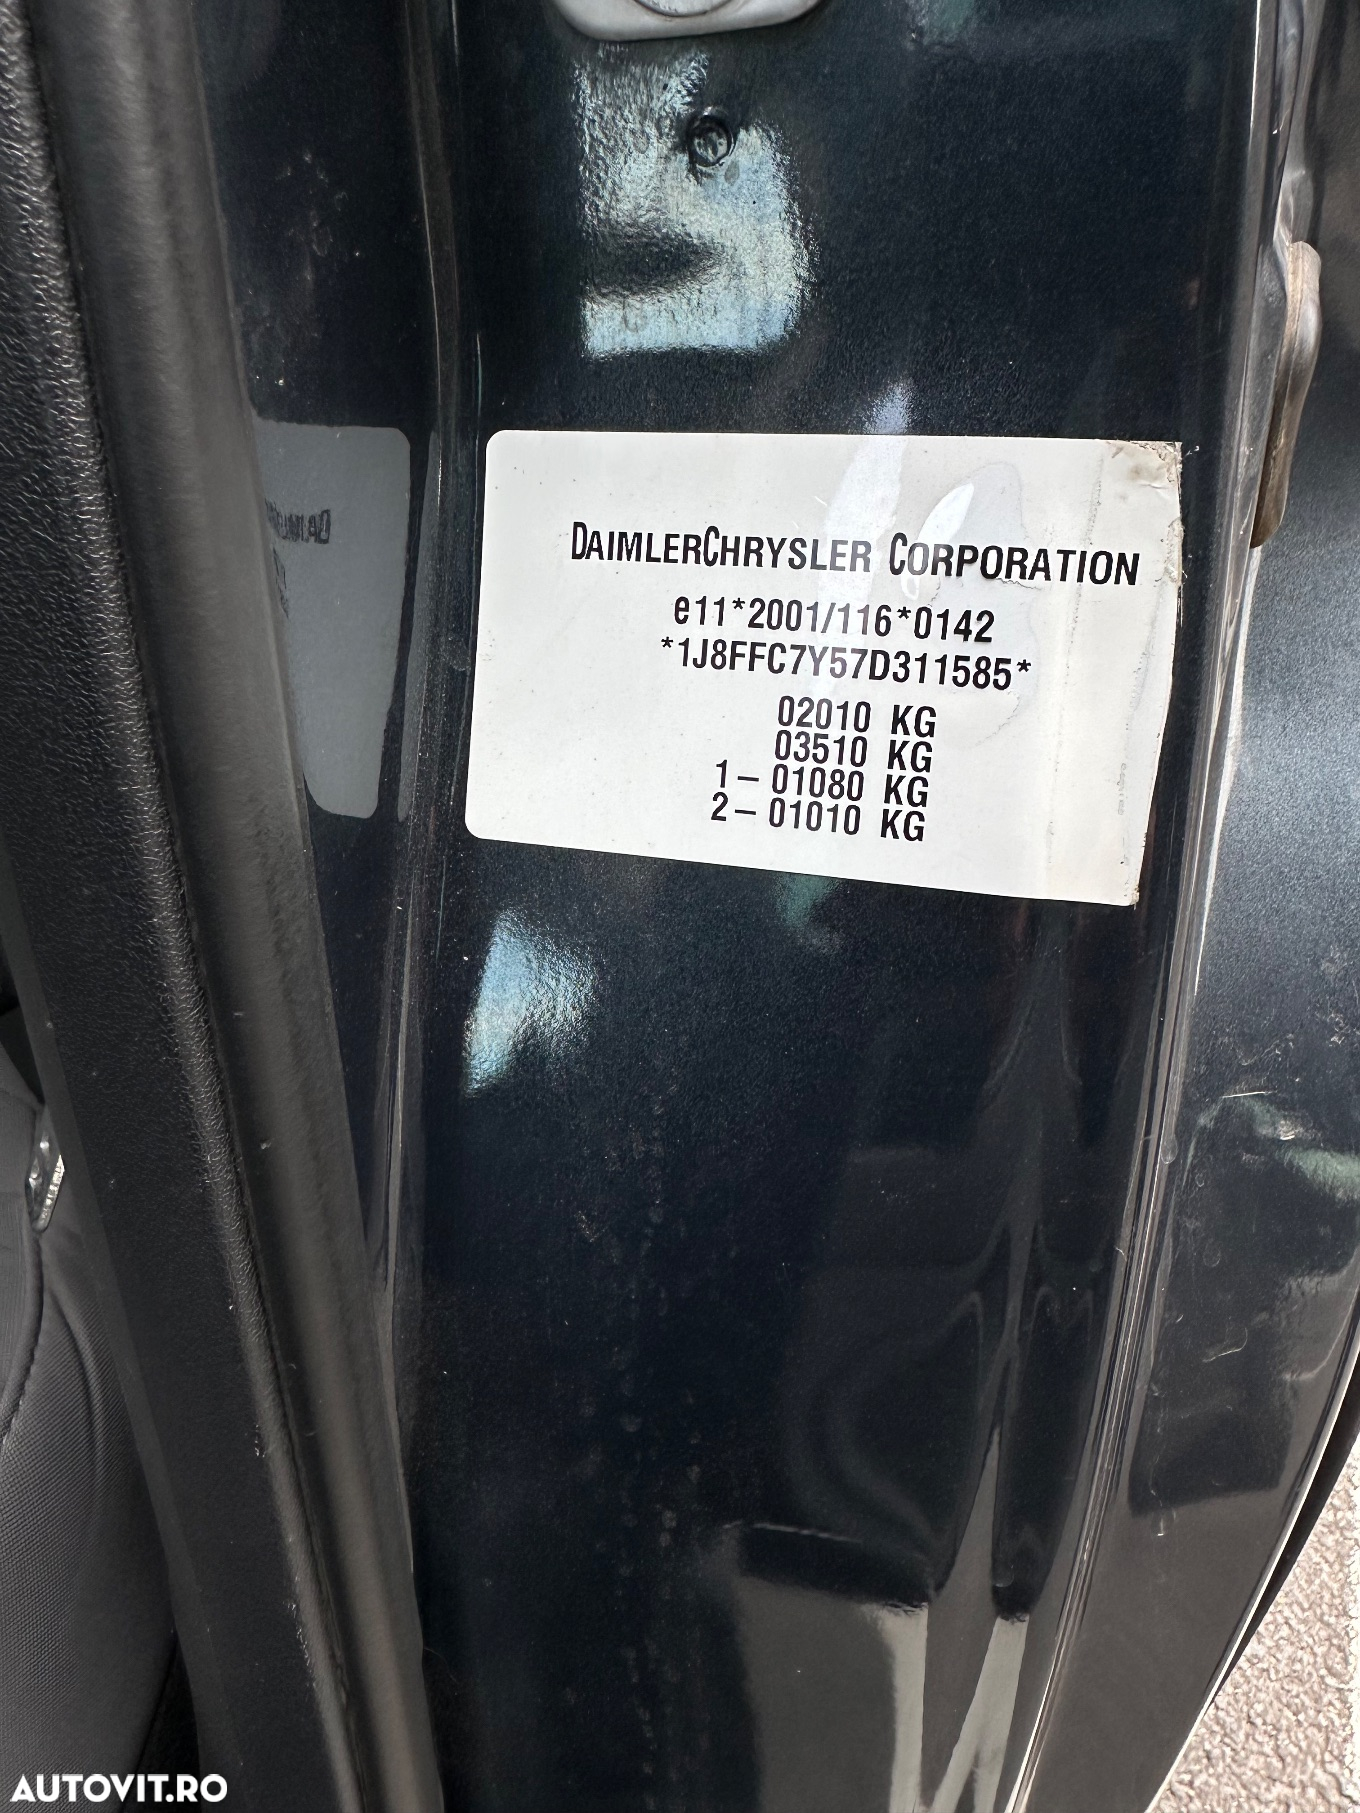 DAIMLERCHRYSLER CORPORATION
e11*2001/116*0142
*1J8FFC7Y57D311585*
02010 KG
03510 KG
1– 01080 KG
2– 01010 KG
AUTOVIT.RO